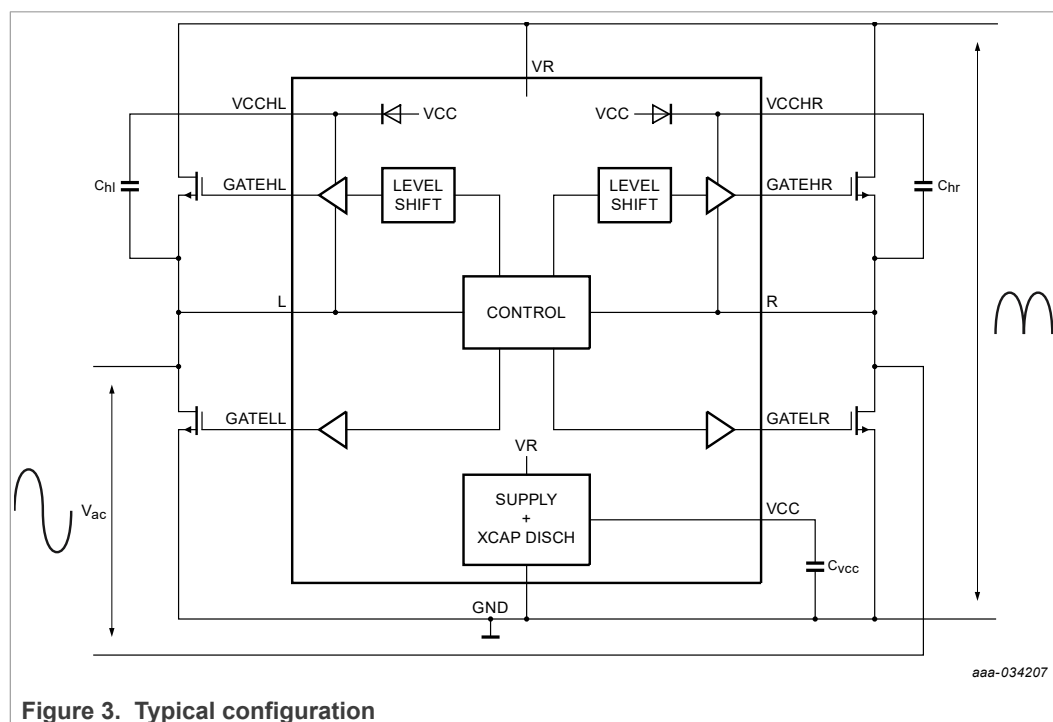 VR
VCCHL
VCC
VCC
VCCHR
Chl
GATEHL
LEVEL
SHIFT
LEVEL
SHIFT
GATEHR
Chr
L
CONTROL
R
GATELL
GATELR
VR
Vac
SUPPLY
+
XCAP DISCH
VCC
Cvcc
GND
aaa-034207
Figure 3. Typical configuration